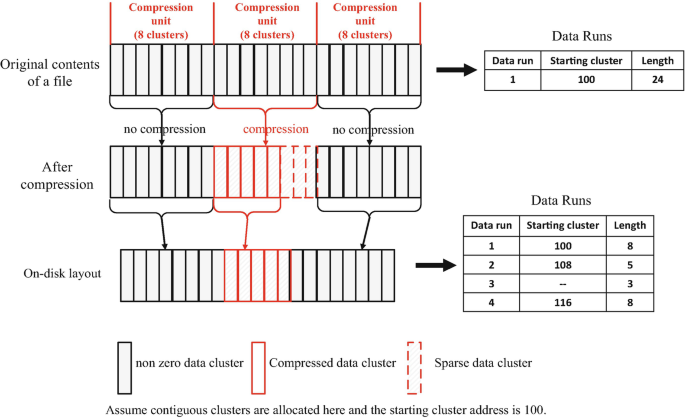 Compression unit (8 clusters)
Compression unit (8 clusters)
Compression unit (8 clusters)
Original contents
of a file
Data Runs
Data run Starting cluster Length
1 100 24
no compression
compression
no compression
After
compression
Data Runs
Data run Starting cluster Length
1 100 8
2 108 5
3 -- 3
4 116 8
On-disk layout
non zero data cluster
Compressed data cluster
Sparse data cluster
Assume contiguous clusters are allocated here and the starting cluster address is 100.